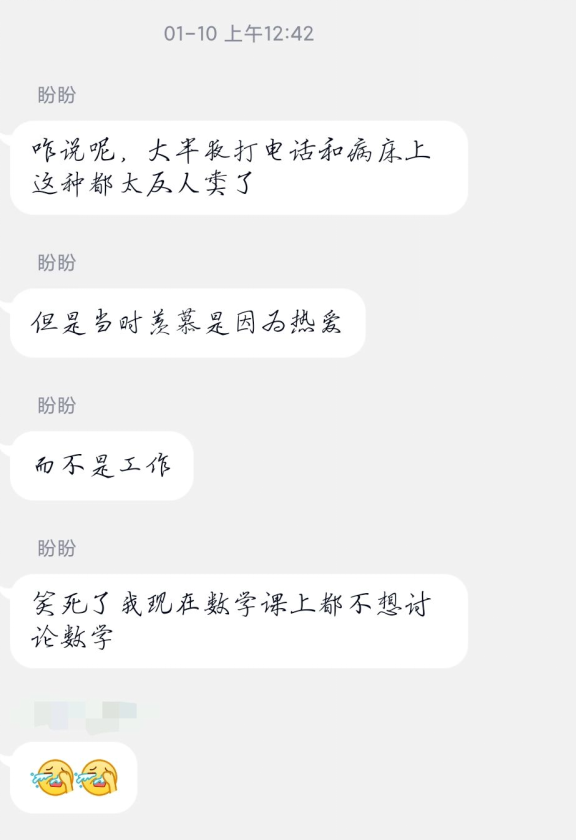 01-10 上午12:42
盼盼
咋说呢，大半夜打电话和病床上
这种都太反人类了
盼盼
但是当时羡慕是因为热爱
盼盼
而不是工作
盼盼
笑死了我现在数学课上都不想讨
论数学